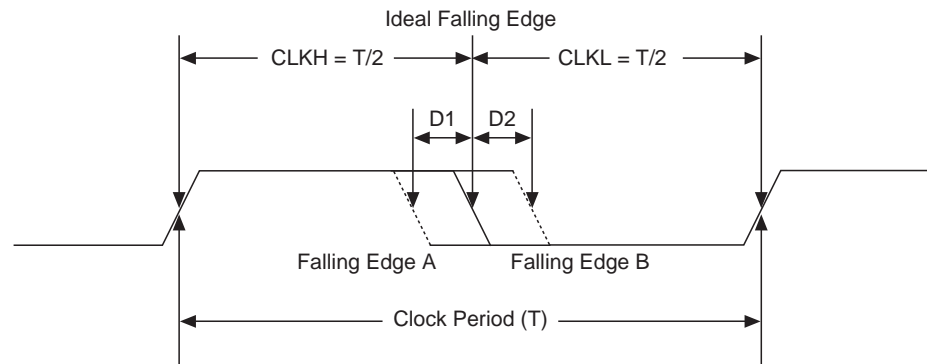 Ideal Falling Edge
CLKH = T/2
CLKL = T/2
D1
D2
Falling Edge A
Falling Edge B
Clock Period (T)